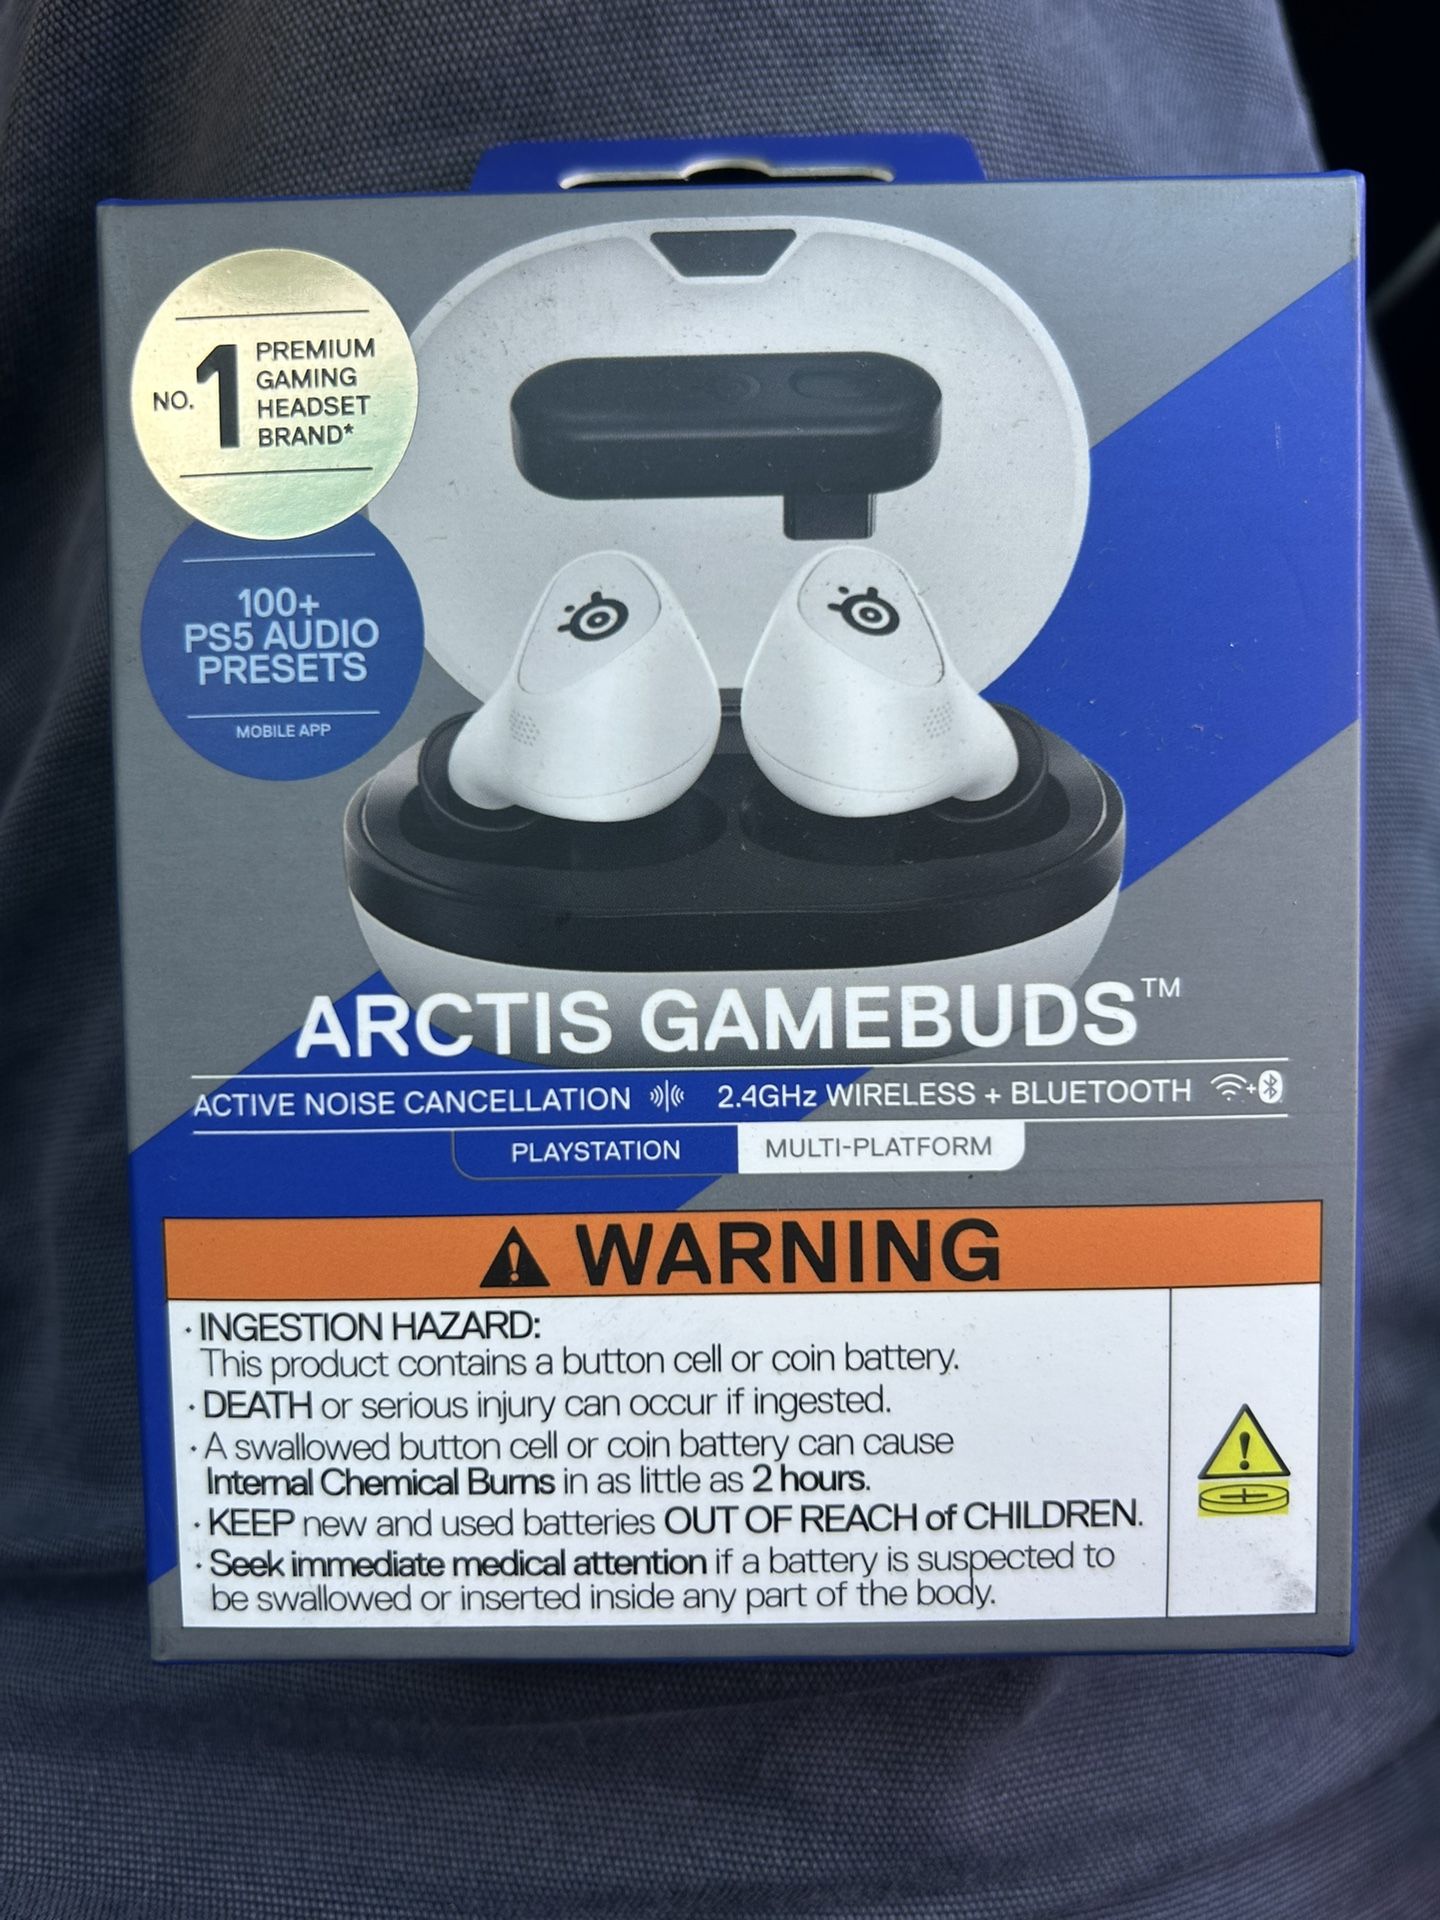 NO. 1 PREMIUM
GAMING
HEADSET
BRAND*
100+
PS5 AUDIO
PRESETS
MOBILE APP
ARCTIS GAMEBUDS™
ACTIVE NOISE CANCELLATION 2.4GHz WIRELESS + BLUETOOTH
PLAYSTATION MULTI-PLATFORM
WARNING
· INGESTION HAZARD:
This product contains a button cell or coin battery.
· DEATH or serious injury can occur if ingested.
· A swallowed button cell or coin battery can cause
Internal Chemical Burns in as little as 2 hours.
· KEEP new and used batteries OUT OF REACH of CHILDREN.
· Seek immediate medical attention if a battery is suspected to
be swallowed or inserted inside any part of the body.